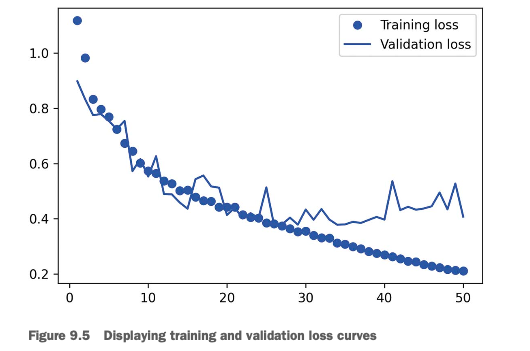 Training loss
Validation loss
1.0
0.8
0.6
0.4
0.2
0 10 20 30 40 50
Figure 9.5 Displaying training and validation loss curves